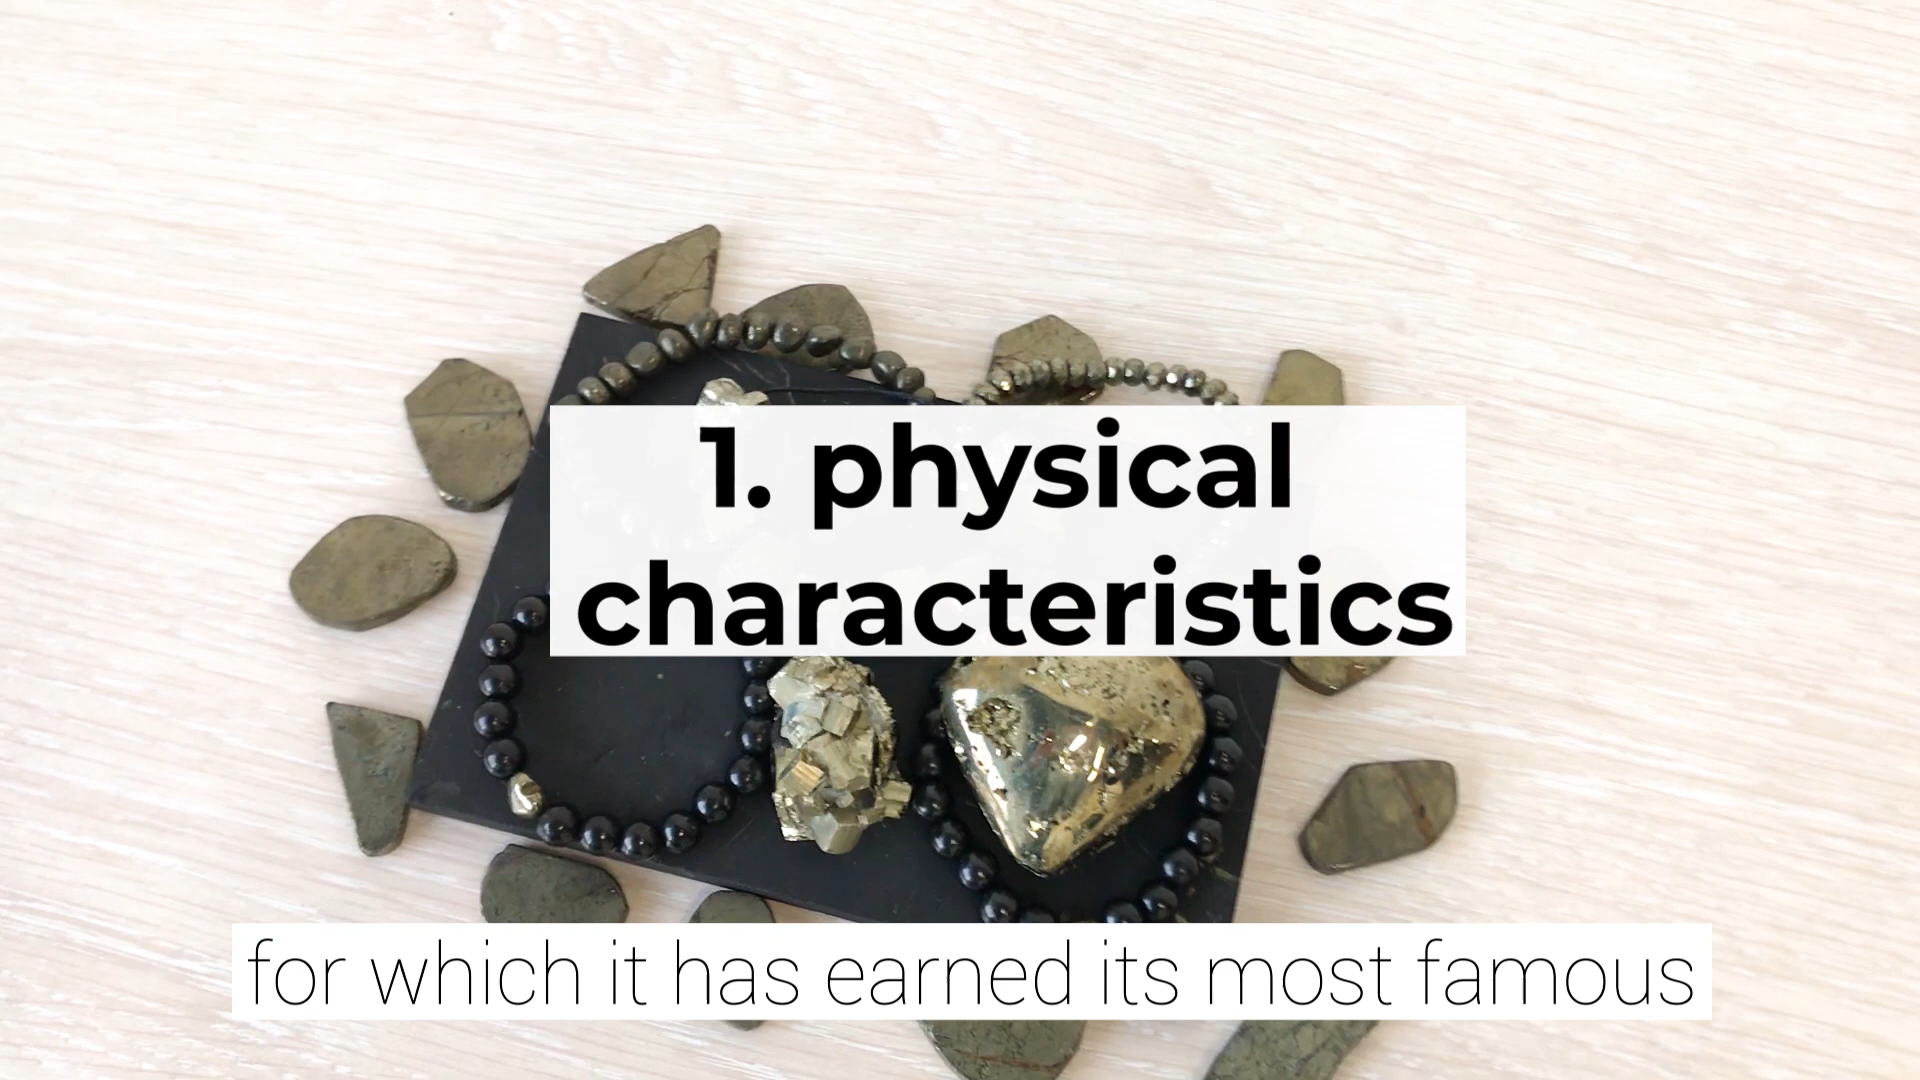 1. physical
characteristics
for which it has earned its most famous